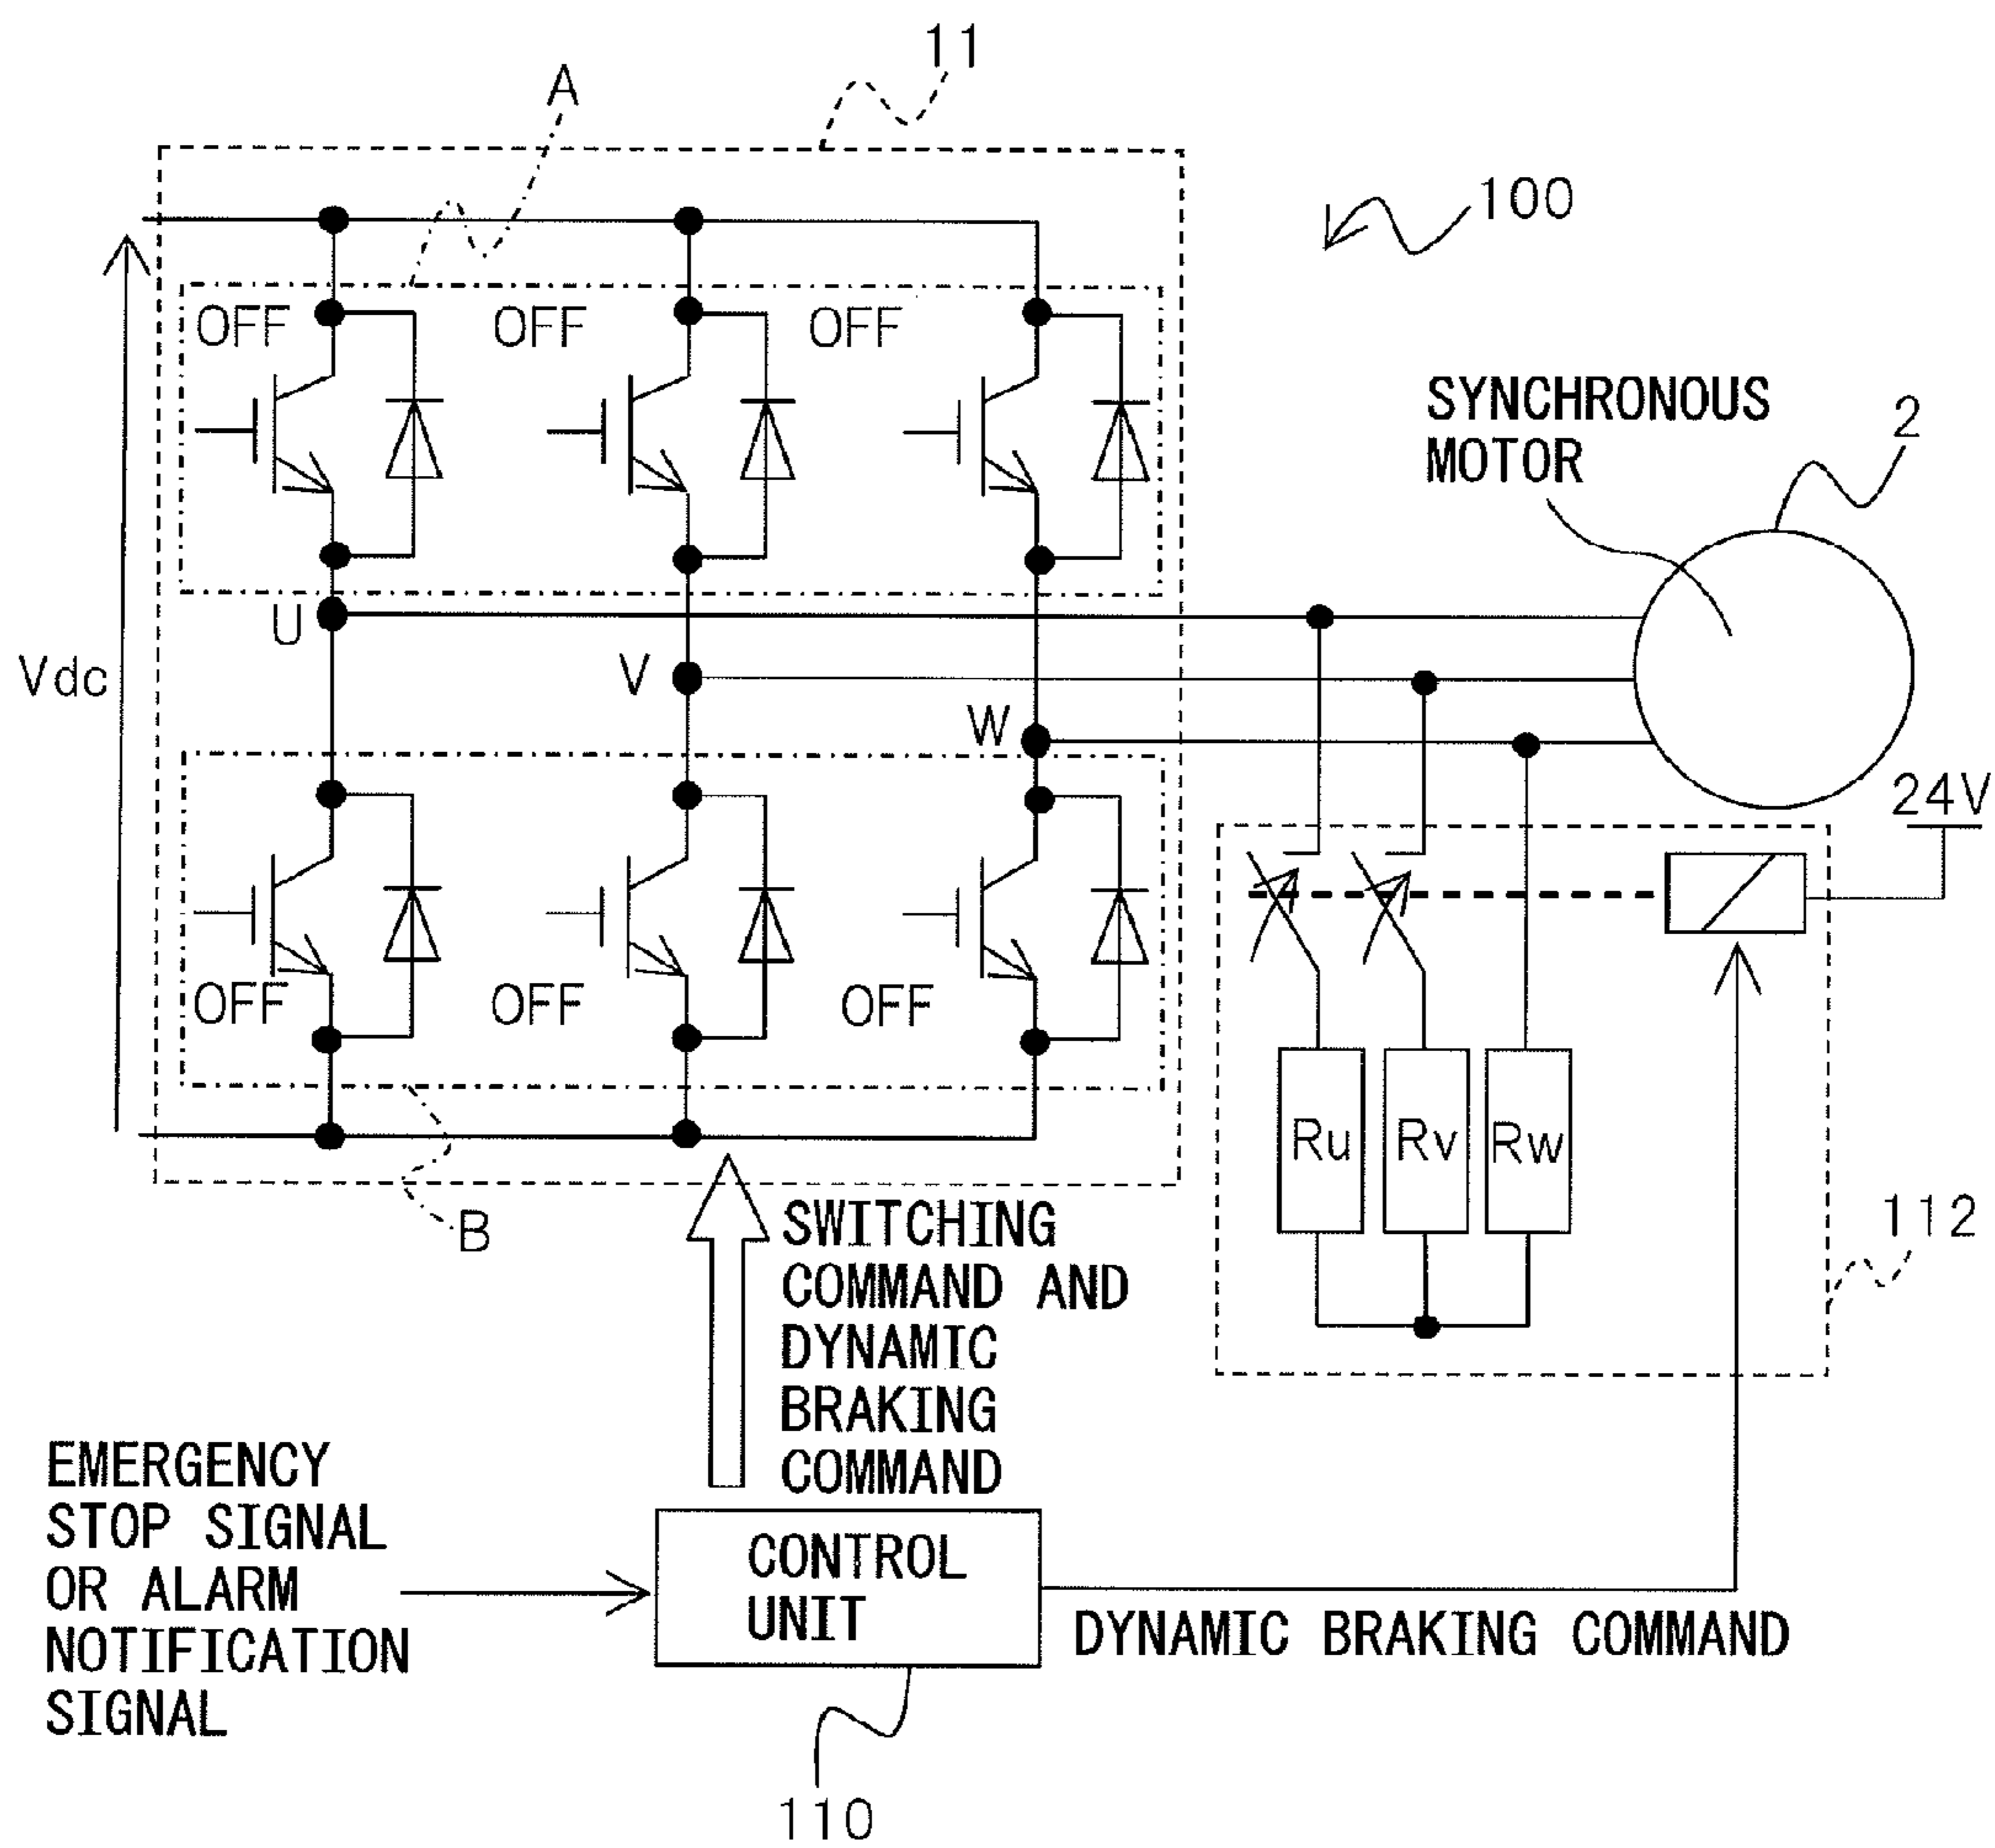 11
A
100
OFF
OFF
OFF
SYNCHRONOUS
MOTOR
2
U
Vdc
V
W
24V
OFF
OFF
OFF
Ru
Rv
Rw
B
SWITCHING
COMMAND AND
DYNAMIC
BRAKING
COMMAND
112
EMERGENCY
STOP SIGNAL
OR ALARM
NOTIFICATION
SIGNAL
CONTROL
UNIT
DYNAMIC BRAKING COMMAND
110